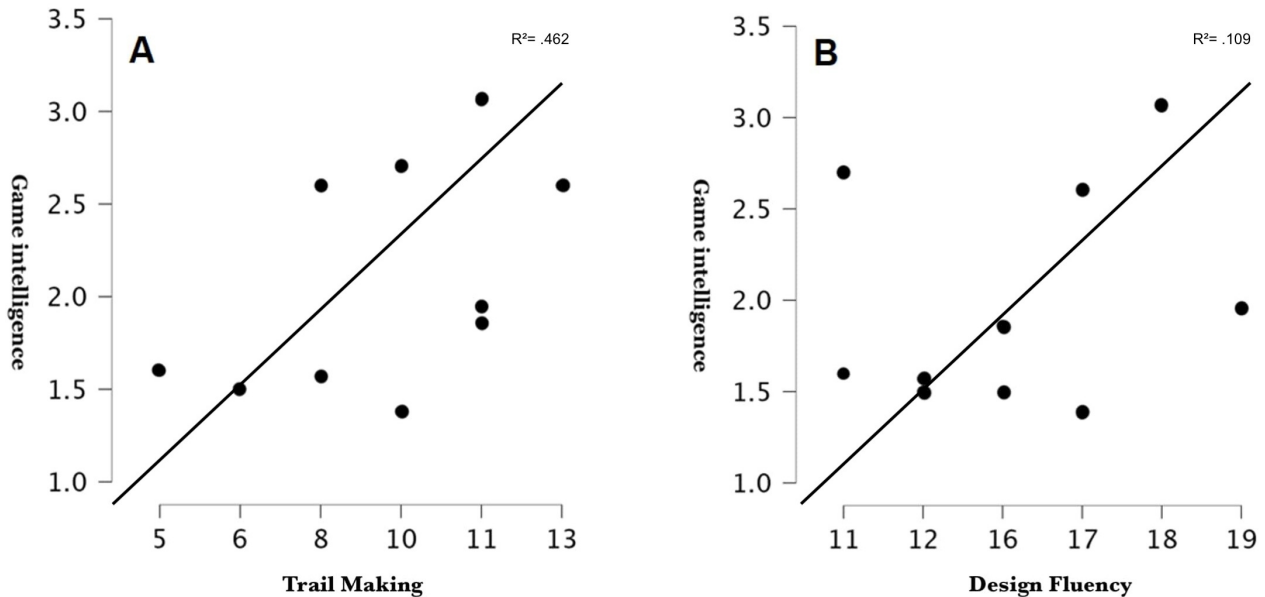 A
R²= .462
3.5
3.0
2.5
2.0
1.5
1.0
Game intelligence
5 6 8 10 11 13
Trail Making
B
R²= .109
3.5
3.0
2.5
2.0
1.5
1.0
Game intelligence
11 12 16 17 18 19
Design Fluency